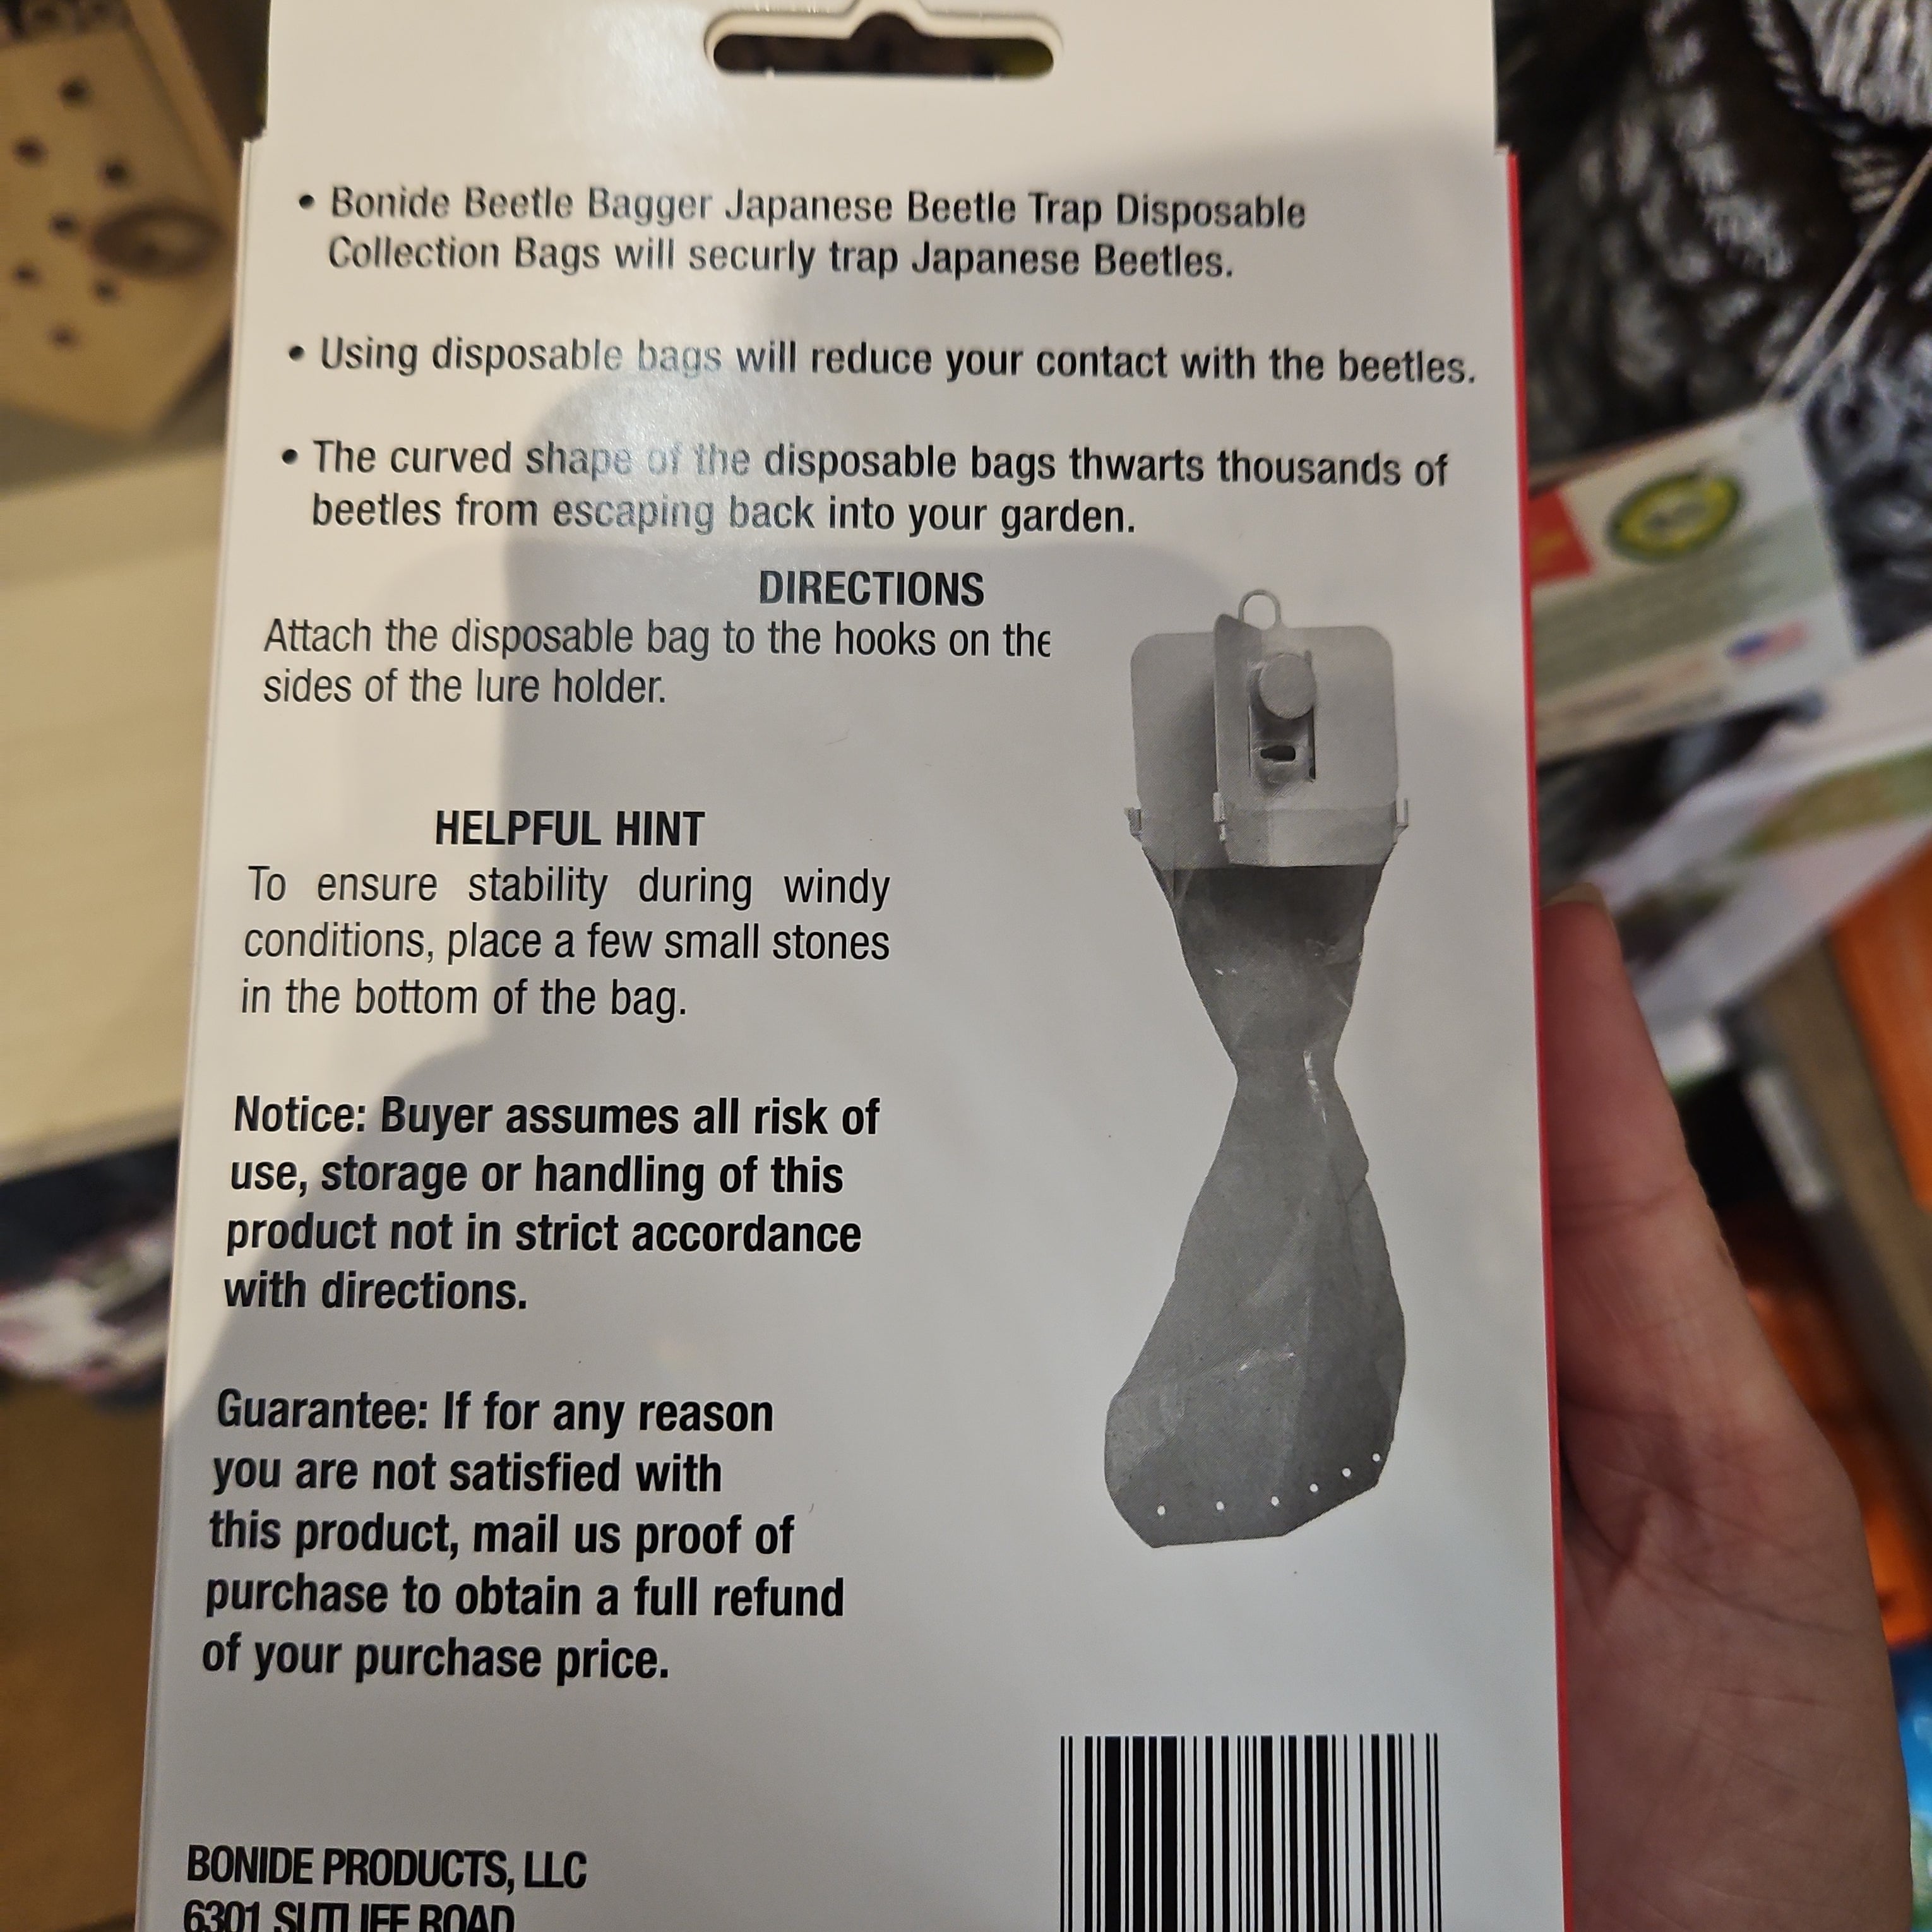 • Bonide Beetle Bagger Japanese Beetle Trap Disposable
Collection Bags will securly trap Japanese Beetles.
• Using disposable bags will reduce your contact with the beetles.
• The curved shape of the disposable bags thwarts thousands of
beetles from escaping back into your garden.
DIRECTIONS
Attach the disposable bag to the hooks on the
sides of the lure holder.
HELPFUL HINT
To ensure stability during windy
conditions, place a few small stones
in the bottom of the bag.
Notice: Buyer assumes all risk of
use, storage or handling of this
product not in strict accordance
with directions.
Guarantee: If for any reason
you are not satisfied with
this product, mail us proof of
purchase to obtain a full refund
of your purchase price.
BONIDE PRODUCTS, LLC
6301 SUTLIFF ROAD